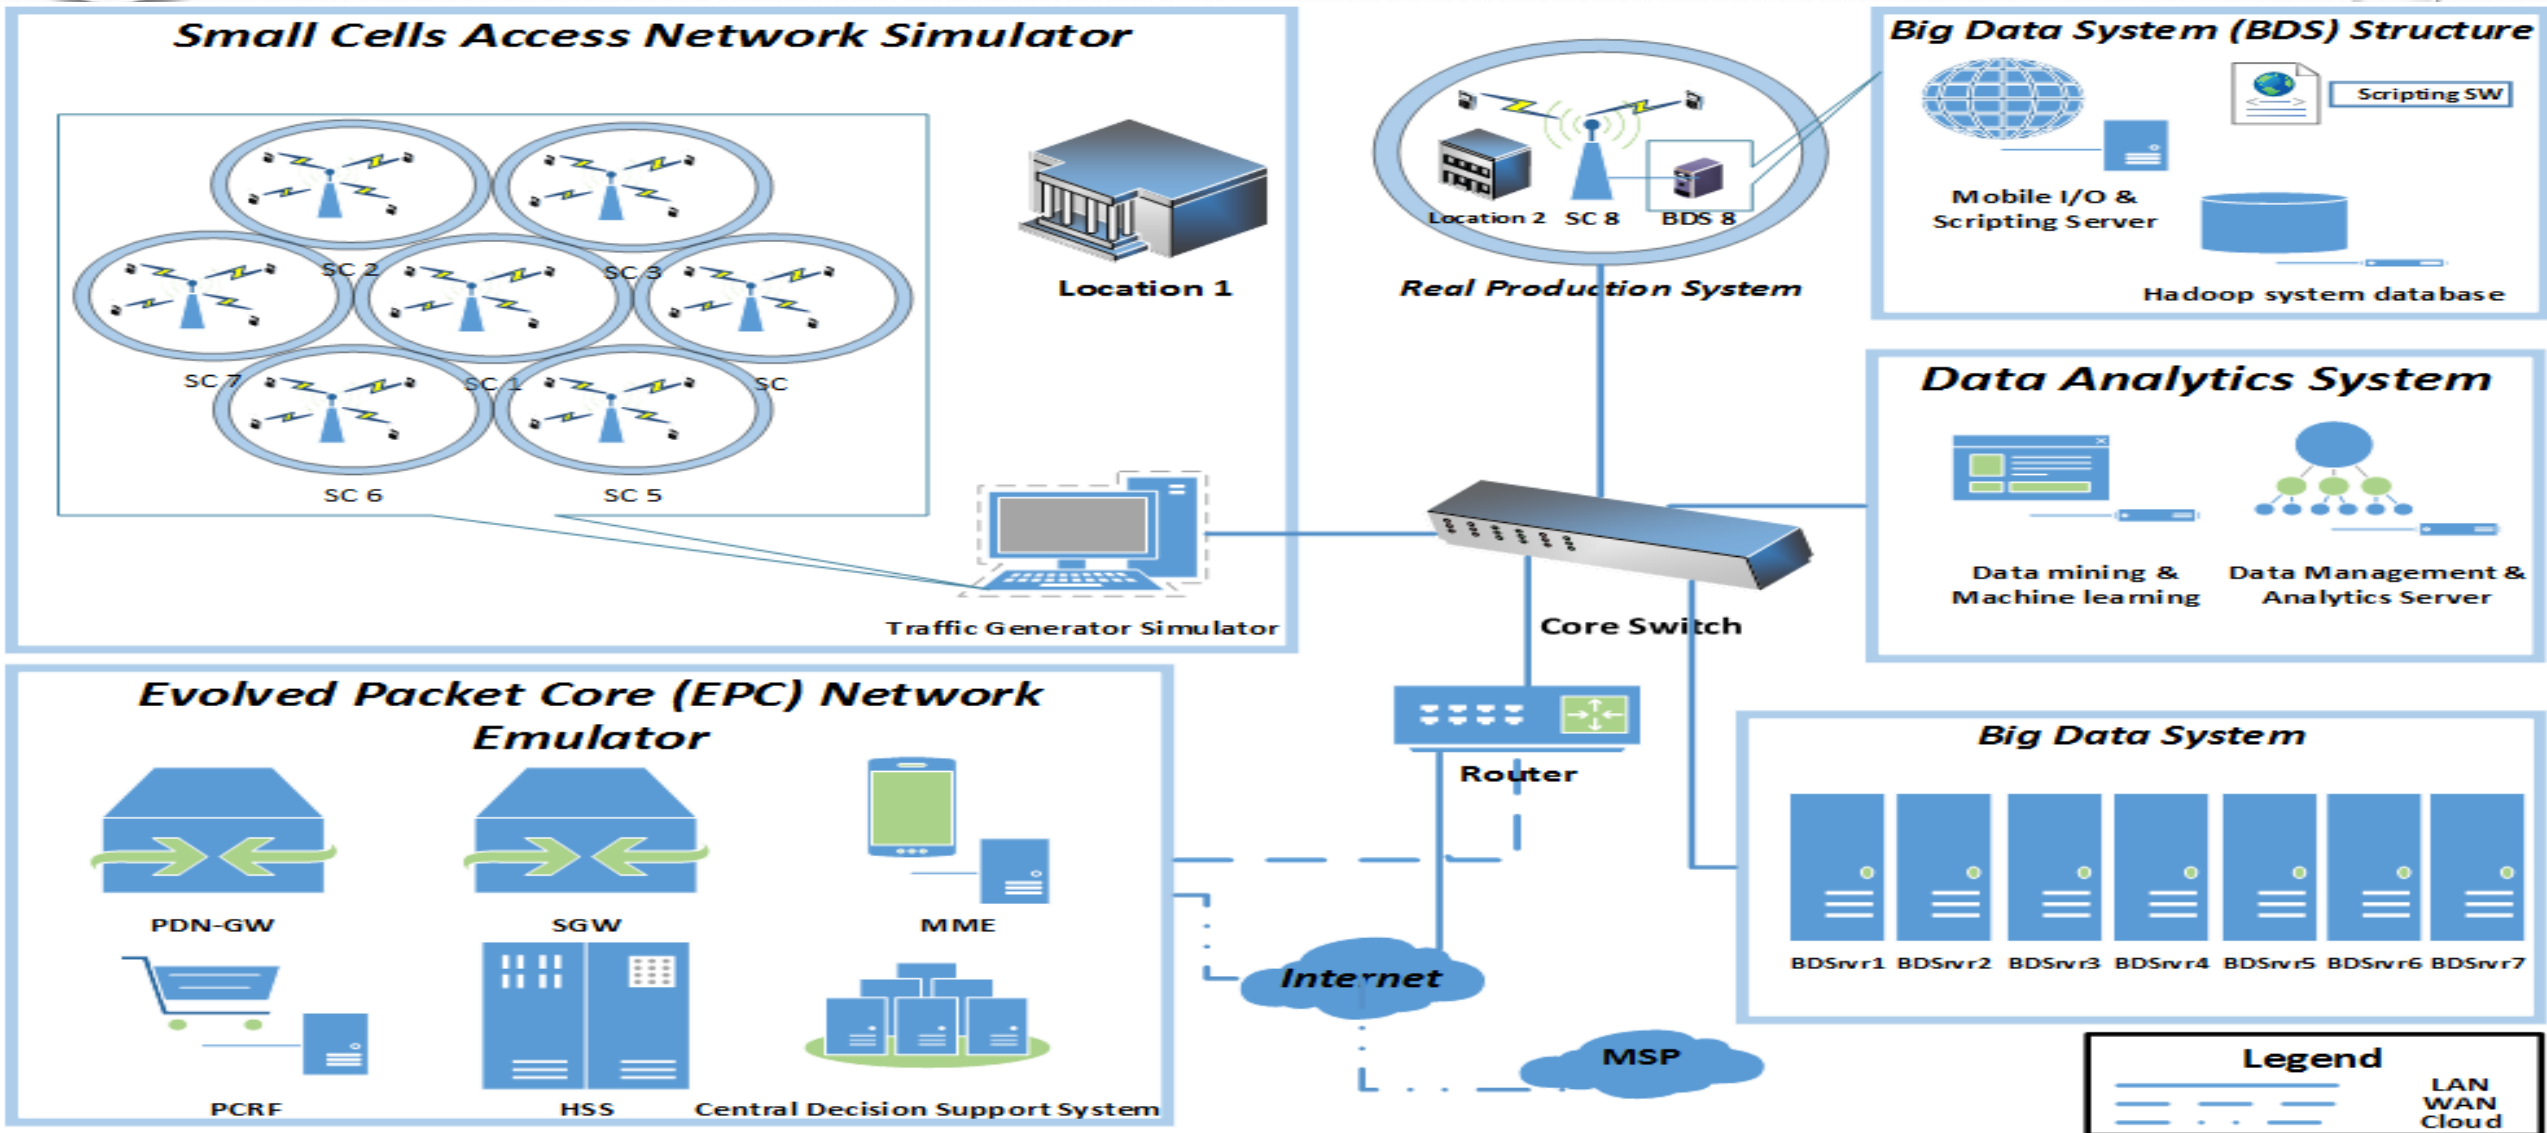 Small Cells Access Network Simulator
SC 2
SC 3
SC 7
SC 1
SC
SC 6
SC 5
Location 1
Traffic Generator Simulator
Location 2
SC 8
BDS 8
Real Production System
Big Data System (BDS) Structure
Scripting SW
Mobile I/O &
Scripting Server
Hadoop system database
Data Analytics System
Data mining &
Machine learning
Data Management &
Analytics Server
Core Switch
Router
Evolved Packet Core (EPC) Network
Emulator
PDN-GW
SGW
MME
PCRF
HSS
Central Decision Support System
Internet
MSP
Big Data System
BDSrvr1
BDSrvr2
BDSrvr3
BDSrvr4
BDSrvr5
BDSrvr6
BDSrvr7
Legend
LAN
WAN
Cloud